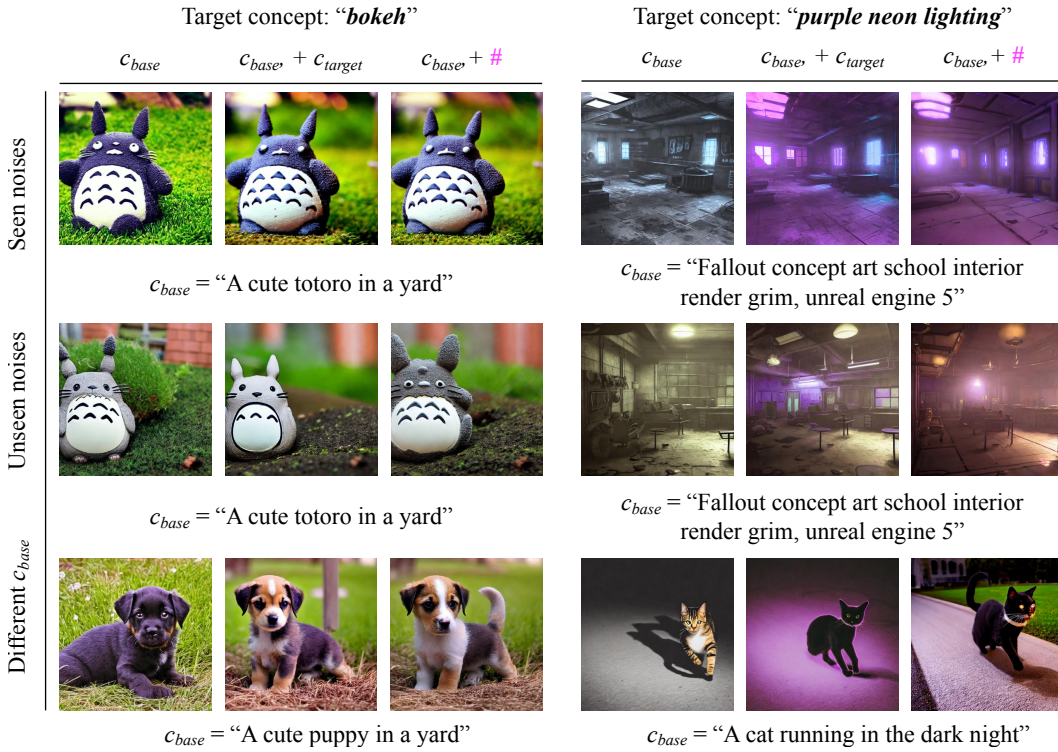 Target concept: “bokeh”
c_base
c_base, + c_target
c_base, + #
Target concept: “purple neon lighting”
c_base
c_base, + c_target
c_base, + #
Seen noises
c_base = “A cute totoro in a yard”
c_base = “Fallout concept art school interior
render grim, unreal engine 5”
Unseen noises
c_base = “A cute totoro in a yard”
c_base = “Fallout concept art school interior
render grim, unreal engine 5”
Different c_base
c_base = “A cute puppy in a yard”
c_base = “A cat running in the dark night”